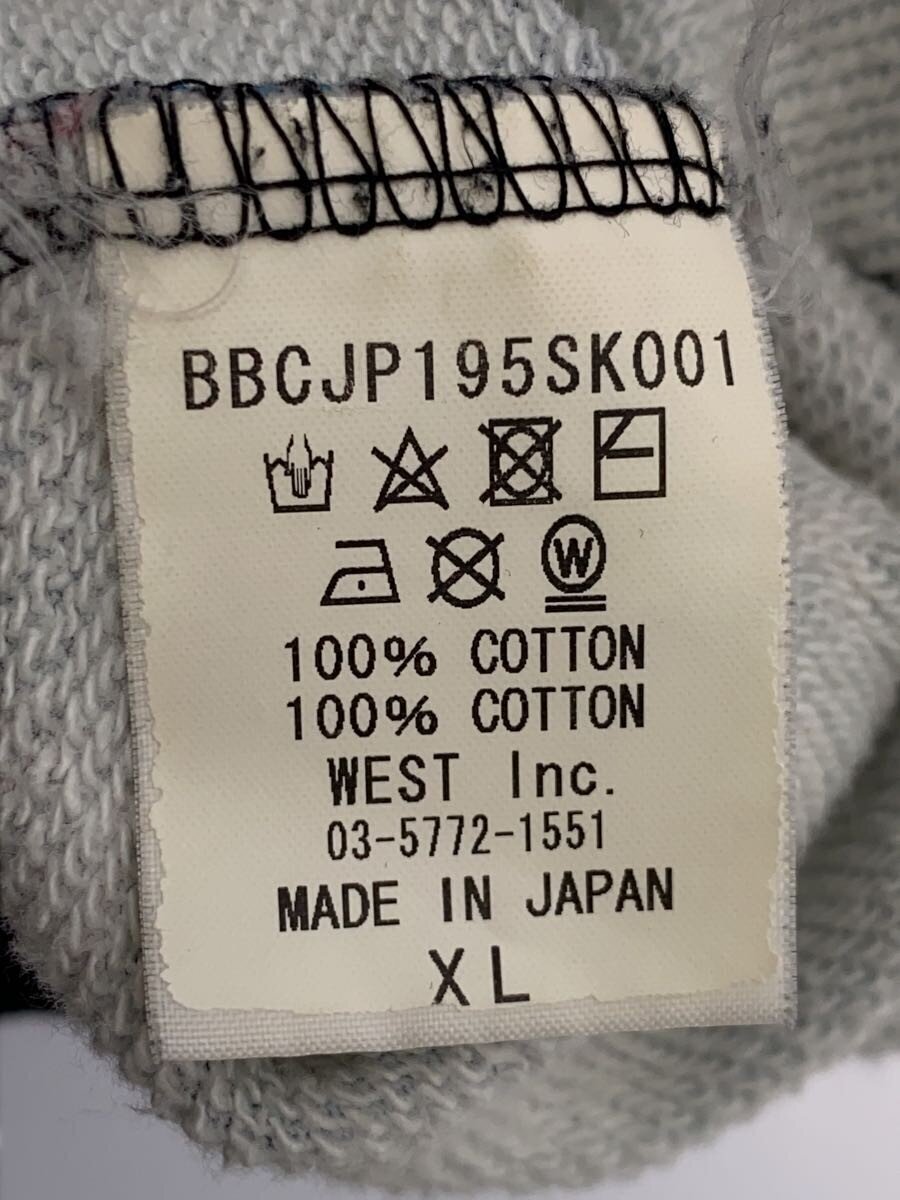 BBCJP195SK001
W
100% COTTON
100% COTTON
WEST Inc.
03-5772-1551
MADE IN JAPAN
XL